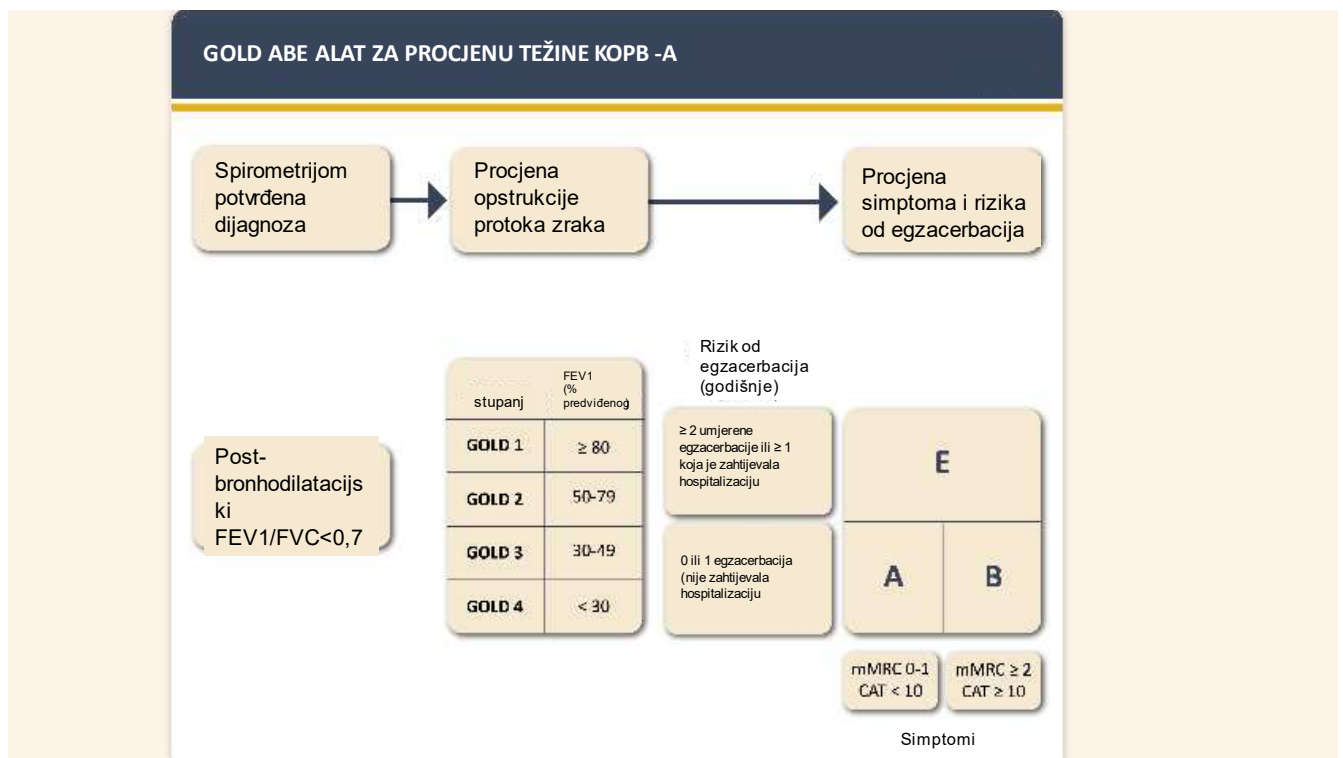 GOLD ABE ALAT ZA PROCJENU TEŽINE KOPB -A
Spirometrijom
potvrđena
dijagnoza
Procjena
opstrukcije
protoka zraka
Procjena
simptoma i rizika
od egzacerbacija
Post-
bronhodilatacijs
ki
FEV1/FVC<0,7
stupanj
FEV1
(%
predviđenog)
GOLD 1
≥ 80
GOLD 2
50-79
GOLD 3
30-49
GOLD 4
< 30
Rizik od
egzacerbacija
(godišnje)
≥ 2 umjerene
egzacerbacije ili ≥ 1
koja je zahtijevala
hospitalizaciju
0 ili 1 egzacerbacija
(nije zahtijevala
hospitalizaciju
E
A
B
mMRC 0-1
CAT < 10
mMRC ≥ 2
CAT ≥ 10
Simptomi